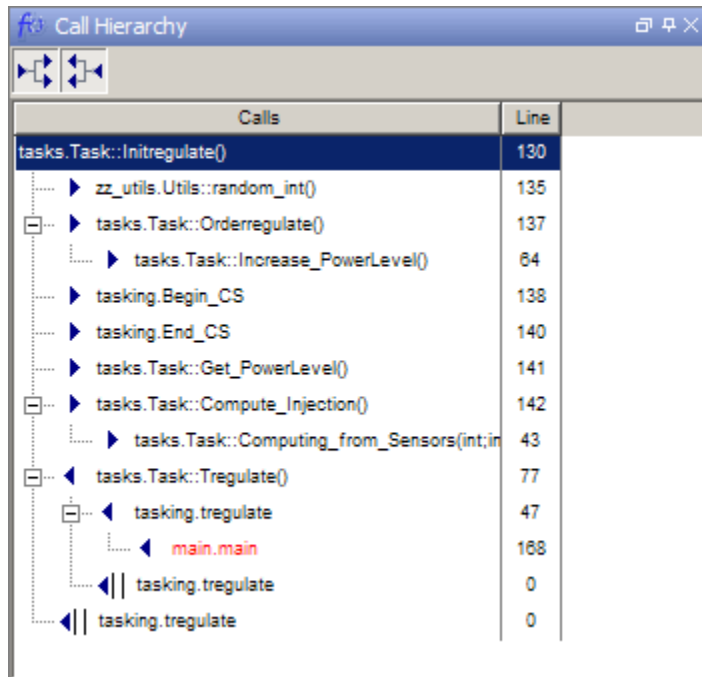 f() Call Hierarchy
Calls Line
tasks.Task::Initregulate() 130
zz_utils.Utils::random_int() 135
tasks.Task::Orderregulate() 137
tasks.Task::Increase_PowerLevel() 64
tasking.Begin_CS 138
tasking.End_CS 140
tasks.Task::Get_PowerLevel() 141
tasks.Task::Compute_Injection() 142
tasks.Task::Computing_from_Sensors(int;in 43
tasks.Task::Tregulate() 77
tasking.tregulate 47
main.main 168
tasking.tregulate 0
tasking.tregulate 0